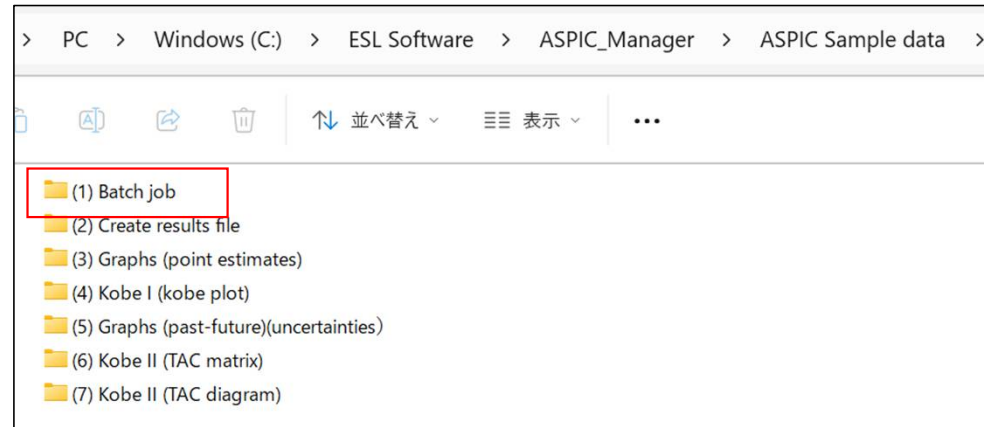 > PC > Windows (C:) > ESL Software > ASPIC_Manager > ASPIC Sample data >
並べ替え 表示 ...
(1) Batch job
(2) Create results file
(3) Graphs (point estimates)
(4) Kobe I (kobe plot)
(5) Graphs (past-future)(uncertainties）
(6) Kobe II (TAC matrix)
(7) Kobe II (TAC diagram)